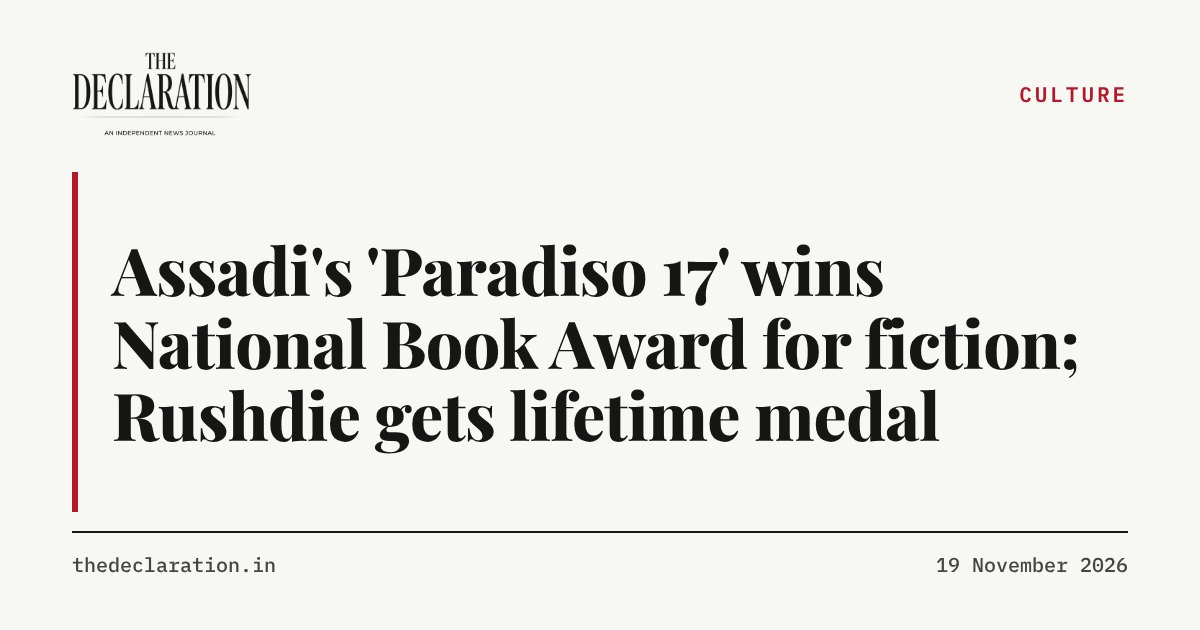 THE
DECLARATION
AN INDEPENDENT NEWS JOURNAL
CULTURE
Assadi's 'Paradiso 17' wins
National Book Award for fiction;
Rushdie gets lifetime medal
thedeclaration.in
19 November 2026